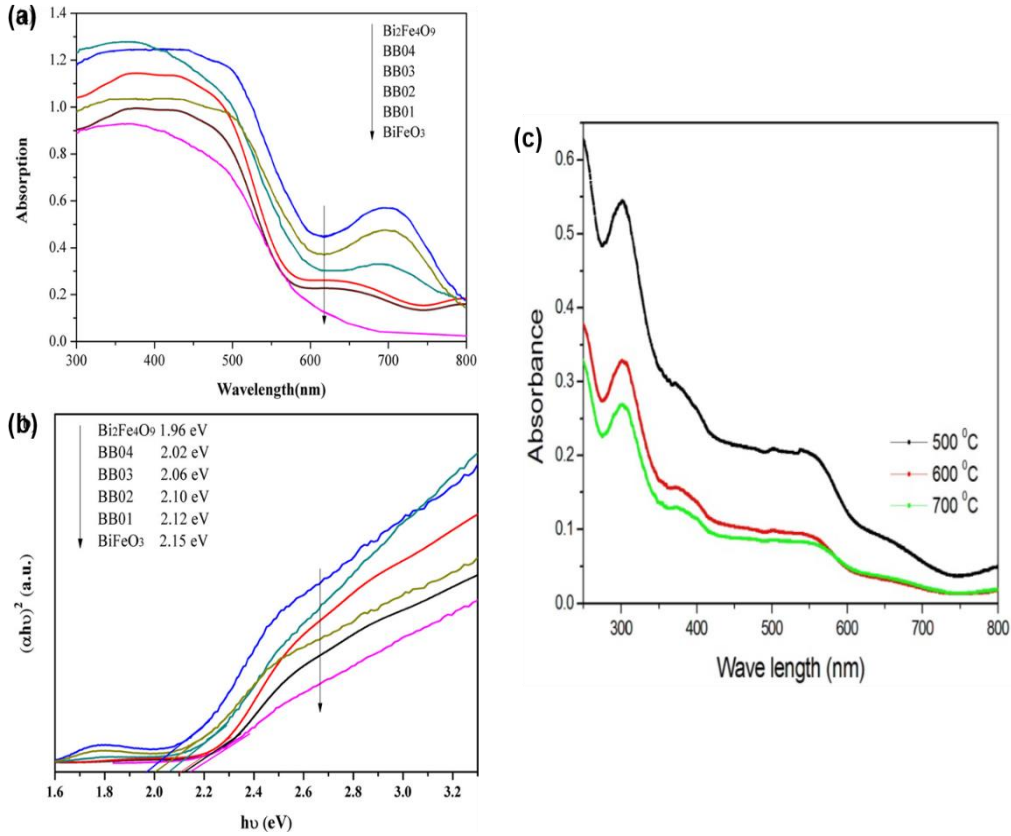 (a)
1.4
1.2
1.0
0.8
0.6
0.4
0.2
0.0
Absorption
Bi2Fe4O9
BB04
BB03
BB02
BB01
BiFeO3
300 400 500 600 700 800
Wavelength(nm)
(b)
(αhυ)2 (a.u.)
Bi2Fe4O9 1.96 eV
BB04 2.02 eV
BB03 2.06 eV
BB02 2.10 eV
BB01 2.12 eV
BiFeO3 2.15 eV
1.6 1.8 2.0 2.2 2.4 2.6 2.8 3.0 3.2
hυ (eV)
(c)
0.6
0.5
0.4
0.3
0.2
0.1
0.0
Absorbance
500 0C
600 0C
700 0C
300 400 500 600 700 800
Wave length (nm)